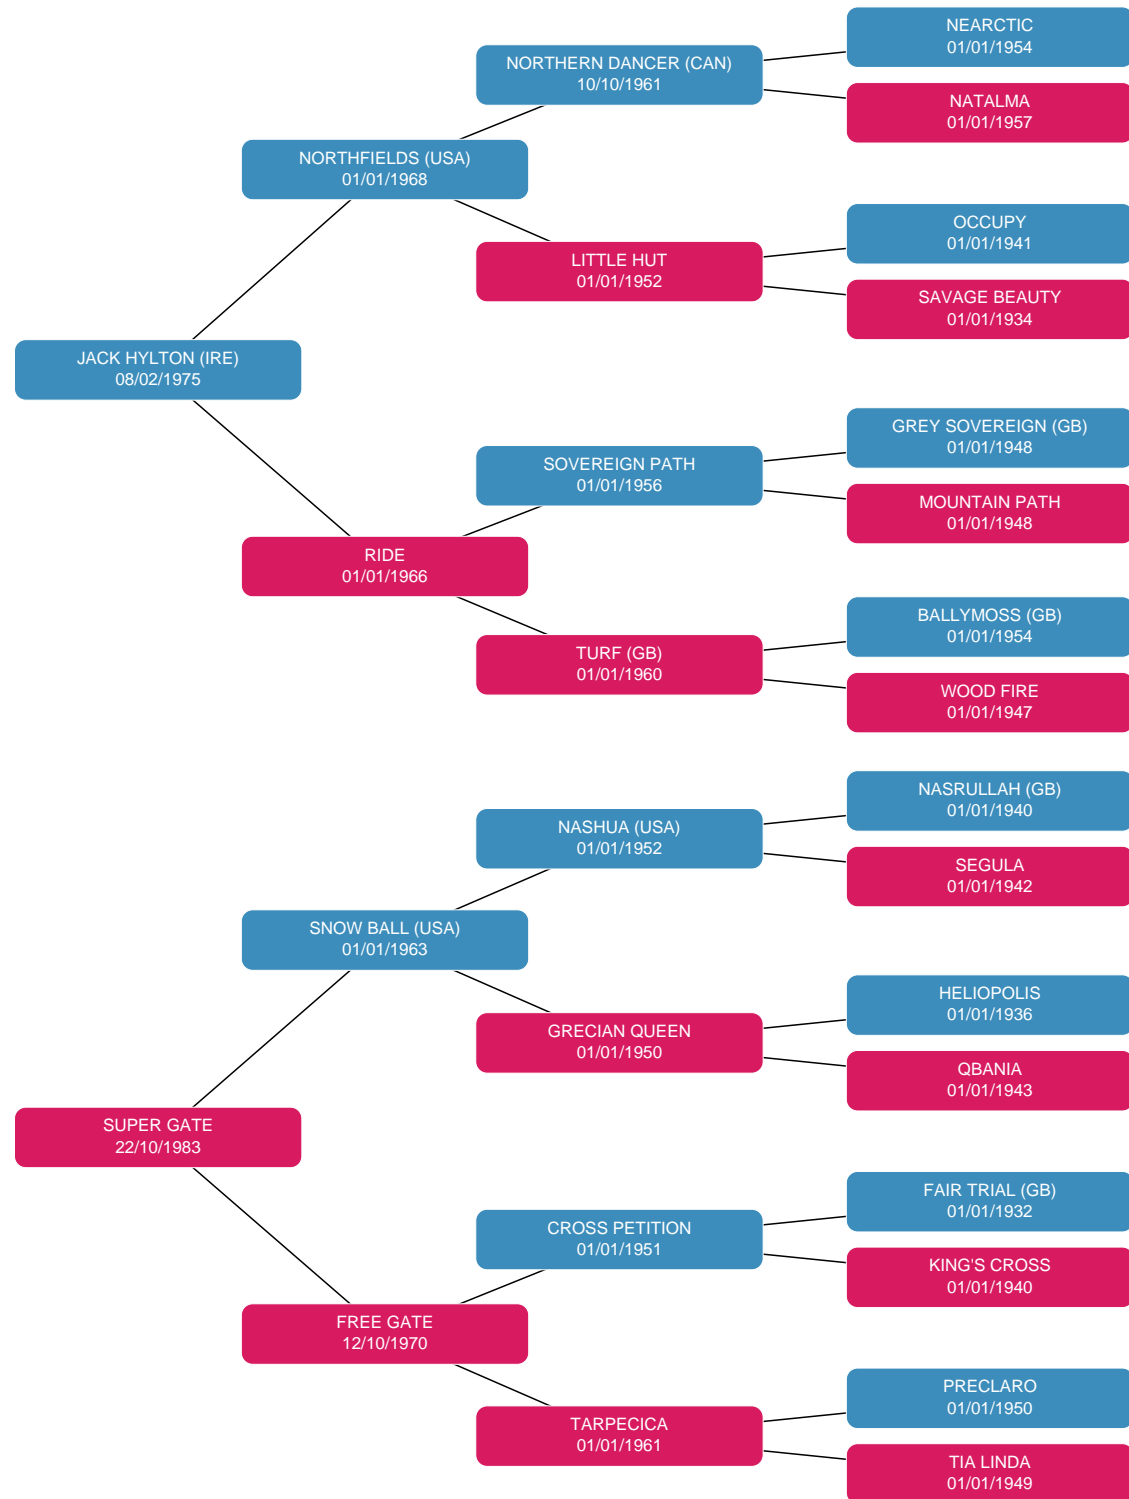 NEARCTIC
01/01/1954
NORTHERN DANCER (CAN)
10/10/1961
NATALMA
01/01/1957
NORTHFIELDS (USA)
01/01/1968
OCCUPY
01/01/1941
LITTLE HUT
01/01/1952
SAVAGE BEAUTY
01/01/1934
JACK HYLTON (IRE)
08/02/1975
GREY SOVEREIGN (GB)
01/01/1948
SOVEREIGN PATH
01/01/1956
MOUNTAIN PATH
01/01/1948
RIDE
01/01/1966
BALLYMOSS (GB)
01/01/1954
TURF (GB)
01/01/1960
WOOD FIRE
01/01/1947
NASRULLAH (GB)
01/01/1940
NASHUA (USA)
01/01/1952
SEGULA
01/01/1942
SNOW BALL (USA)
01/01/1963
HELIOPOLIS
01/01/1936
GRECIAN QUEEN
01/01/1950
QBANIA
01/01/1943
SUPER GATE
22/10/1983
FAIR TRIAL (GB)
01/01/1932
CROSS PETITION
01/01/1951
KING'S CROSS
01/01/1940
FREE GATE
12/10/1970
PRECLARO
01/01/1950
TARPECICA
01/01/1961
TIA LINDA
01/01/1949